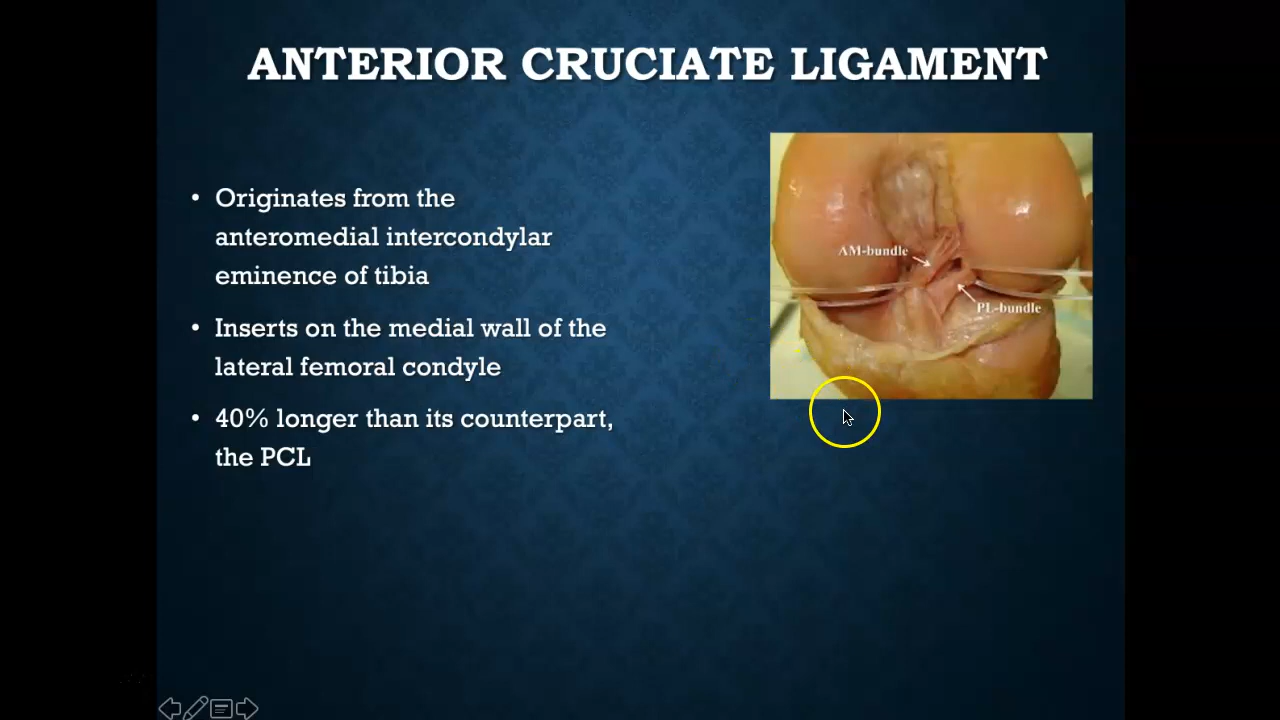 ANTERIOR CRUCIATE LIGAMENT
• Originates from the
anteromedial intercondylar
eminence of tibia
• Inserts on the medial wall of the
lateral femoral condyle
• 40% longer than its counterpart,
the PCL
AM-bundle
PL-bundle